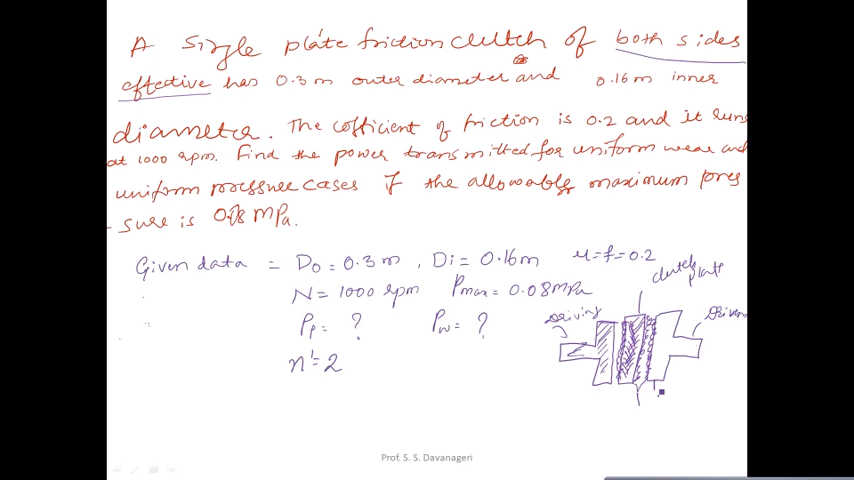 A single plate friction clutch of both sides
effective has 0.3 m outer diameter and 0.16 m inner
diameter. The cofficient of friction is 0.2 and it runs
at 1000 rpm. Find the power transmitted for uniform wear and
uniform pressure cases if the allowable maximum pres
-sure is 0.08 MPa.
Given data = Do = 0.3 m, Di = 0.16 m μ = f = 0.2
N = 1000 rpm Pmax = 0.08 MPa
Pp = ? Pw = ?
n' = 2
clutch
plate
Driving
Driven
Prof. S. S. Davanageri